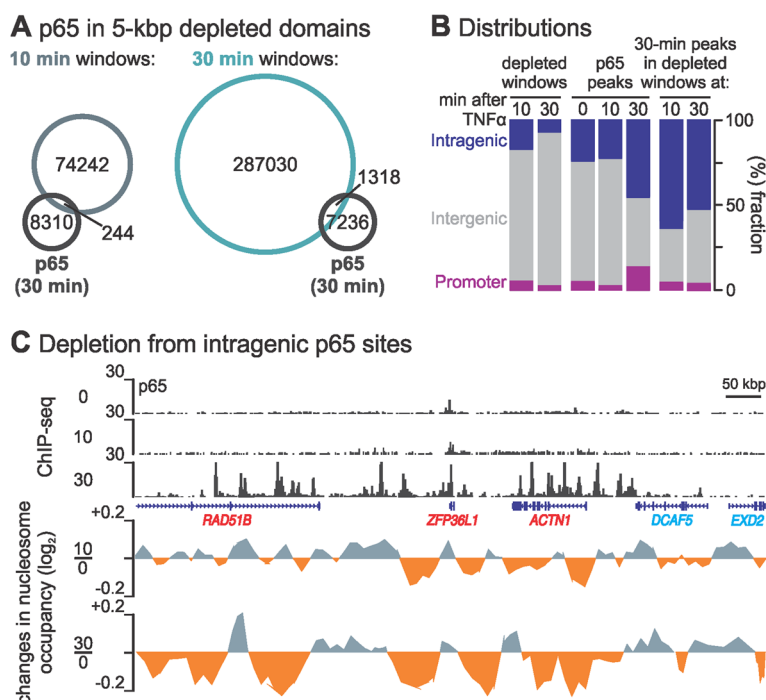 A p65 in 5-kbp depleted domains
10 min windows:
30 min windows:
74242
8310
244
p65
(30 min)
287030
1318
7236
p65
(30 min)
B Distributions
depleted
windows
p65
peaks
30-min peaks
in depleted
windows at:
min after
TNFα
10 30 0 10 30 10 30
Intragenic
Intergenic
Promoter
100
50
0
(%) fraction
C Depletion from intragenic p65 sites
ChIP-seq
p65
50 kbp
30
0
30
10
30
RAD51B
ZFP36L1
ACTN1
DCAF5
EXD2
changes in nucleosome
occupancy (log2)
+0.2
10
0
-0.2
+0.2
30
0
-0.2